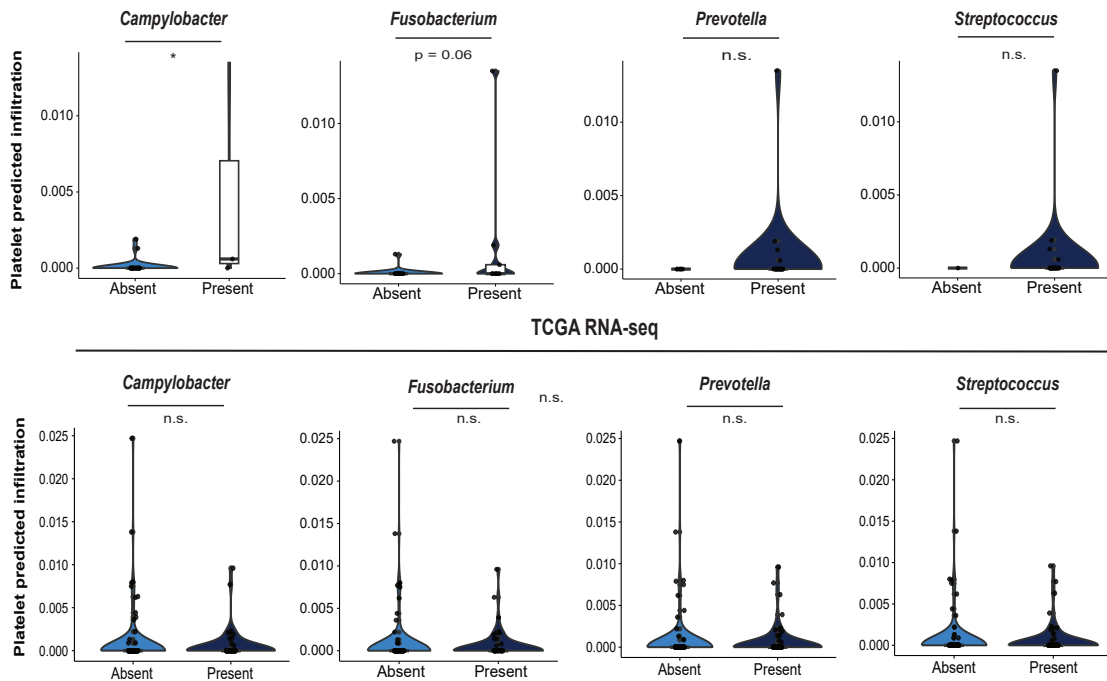 Campylobacter Fusobacterium Prevotella Streptococcus
* p = 0.06 n.s. n.s.
Platelet predicted infiltration
0.010 0.010 0.010 0.010
0.005 0.005 0.005 0.005
0.000 0.000 0.000 0.000
Absent Present Absent Present Absent Present Absent Present
TCGA RNA-seq
Campylobacter Fusobacterium Prevotella Streptococcus
n.s. n.s. n.s. n.s. n.s.
Platelet predicted infiltration
0.025 0.025 0.025 0.025
0.020 0.020 0.020 0.020
0.015 0.015 0.015 0.015
0.010 0.010 0.010 0.010
0.005 0.005 0.005 0.005
0.000 0.000 0.000 0.000
Absent Present Absent Present Absent Present Absent Present